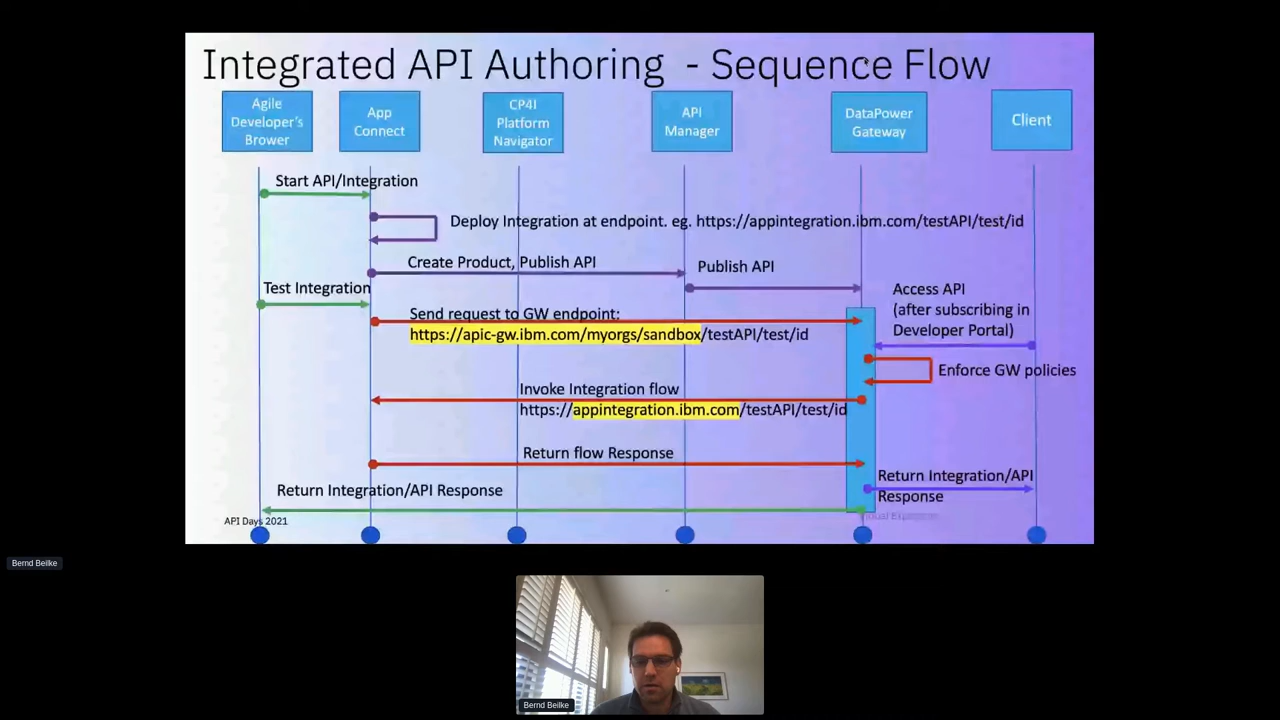 Integrated API Authoring - Sequence Flow
Agile
Developer's
Brower
App
Connect
CP4I
Platform
Navigator
API
Manager
DataPower
Gateway
Client
Start API/Integration
Deploy Integration at endpoint. eg. https://appintegration.ibm.com/testAPI/test/id
Create Product, Publish API
Publish API
Test Integration
Access API
(after subscribing in
Developer Portal)
Send request to GW endpoint:
https://apic-gw.ibm.com/myorgs/sandbox/testAPI/test/id
Enforce GW policies
Invoke Integration flow
https://appintegration.ibm.com/testAPI/test/id
Return flow Response
Return Integration/API
Response
Return Integration/API Response
API Days 2021
Bernd Beilke
Bernd Beilke